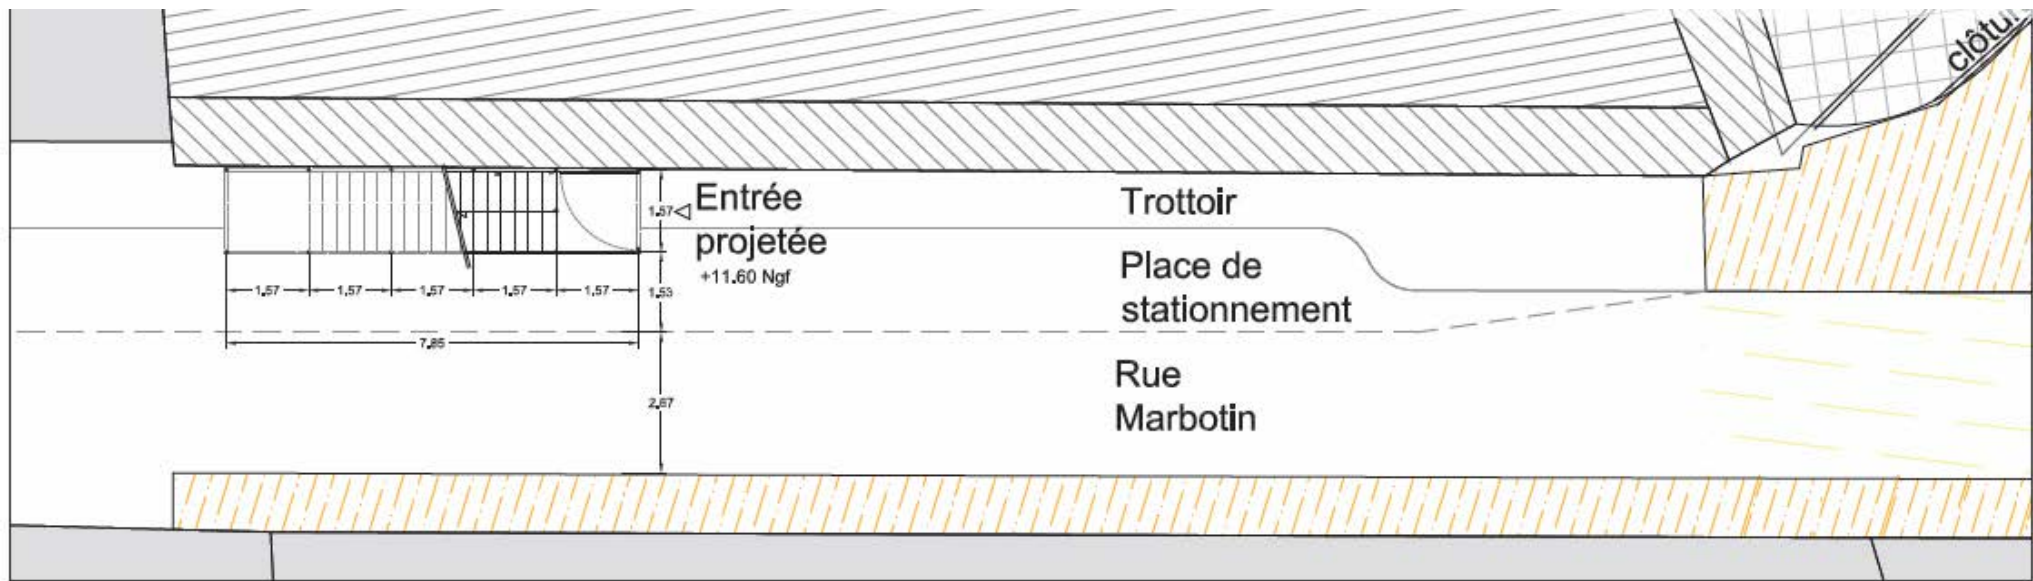 clôtur
Entrée
projetée
+11.60 Ngf
Trottoir
Place de
stationnement
Rue
Marbotin
1.57
1.53
2.67
1.57
1.57
1.57
1.57
1.57
7.85